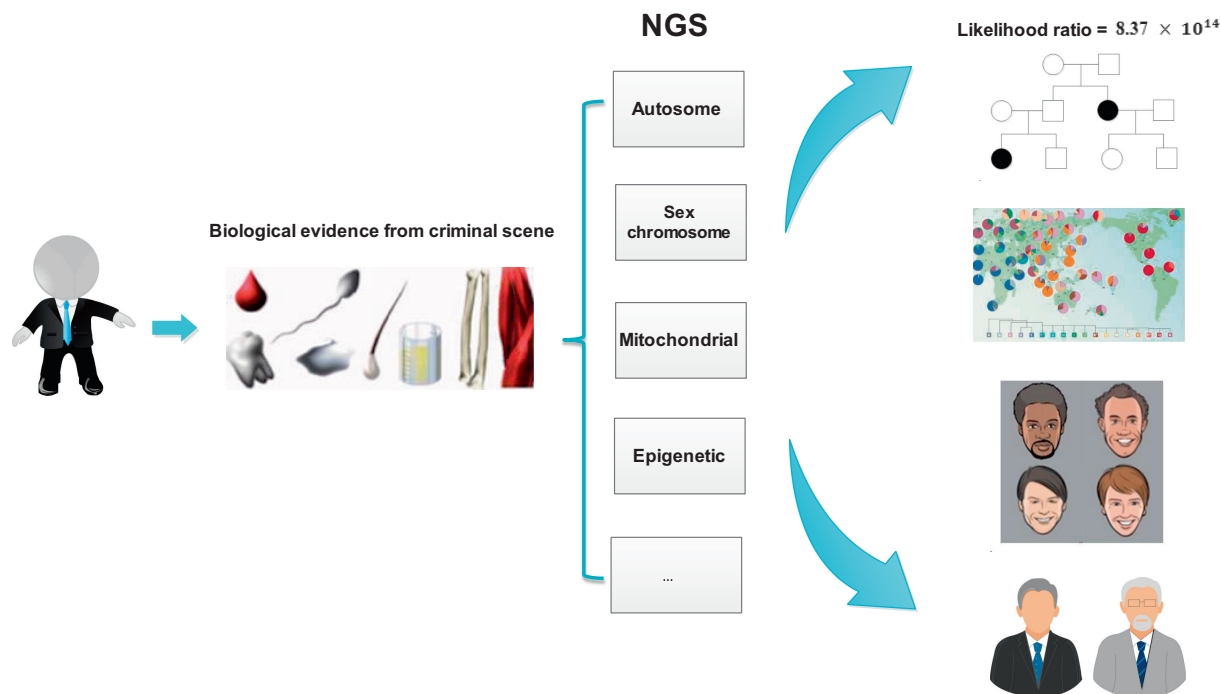 NGS
Likelihood ratio = 8.37 × 10¹⁴
Autosome
Sex
chromosome
Biological evidence from criminal scene
Mitochondrial
Epigenetic
...